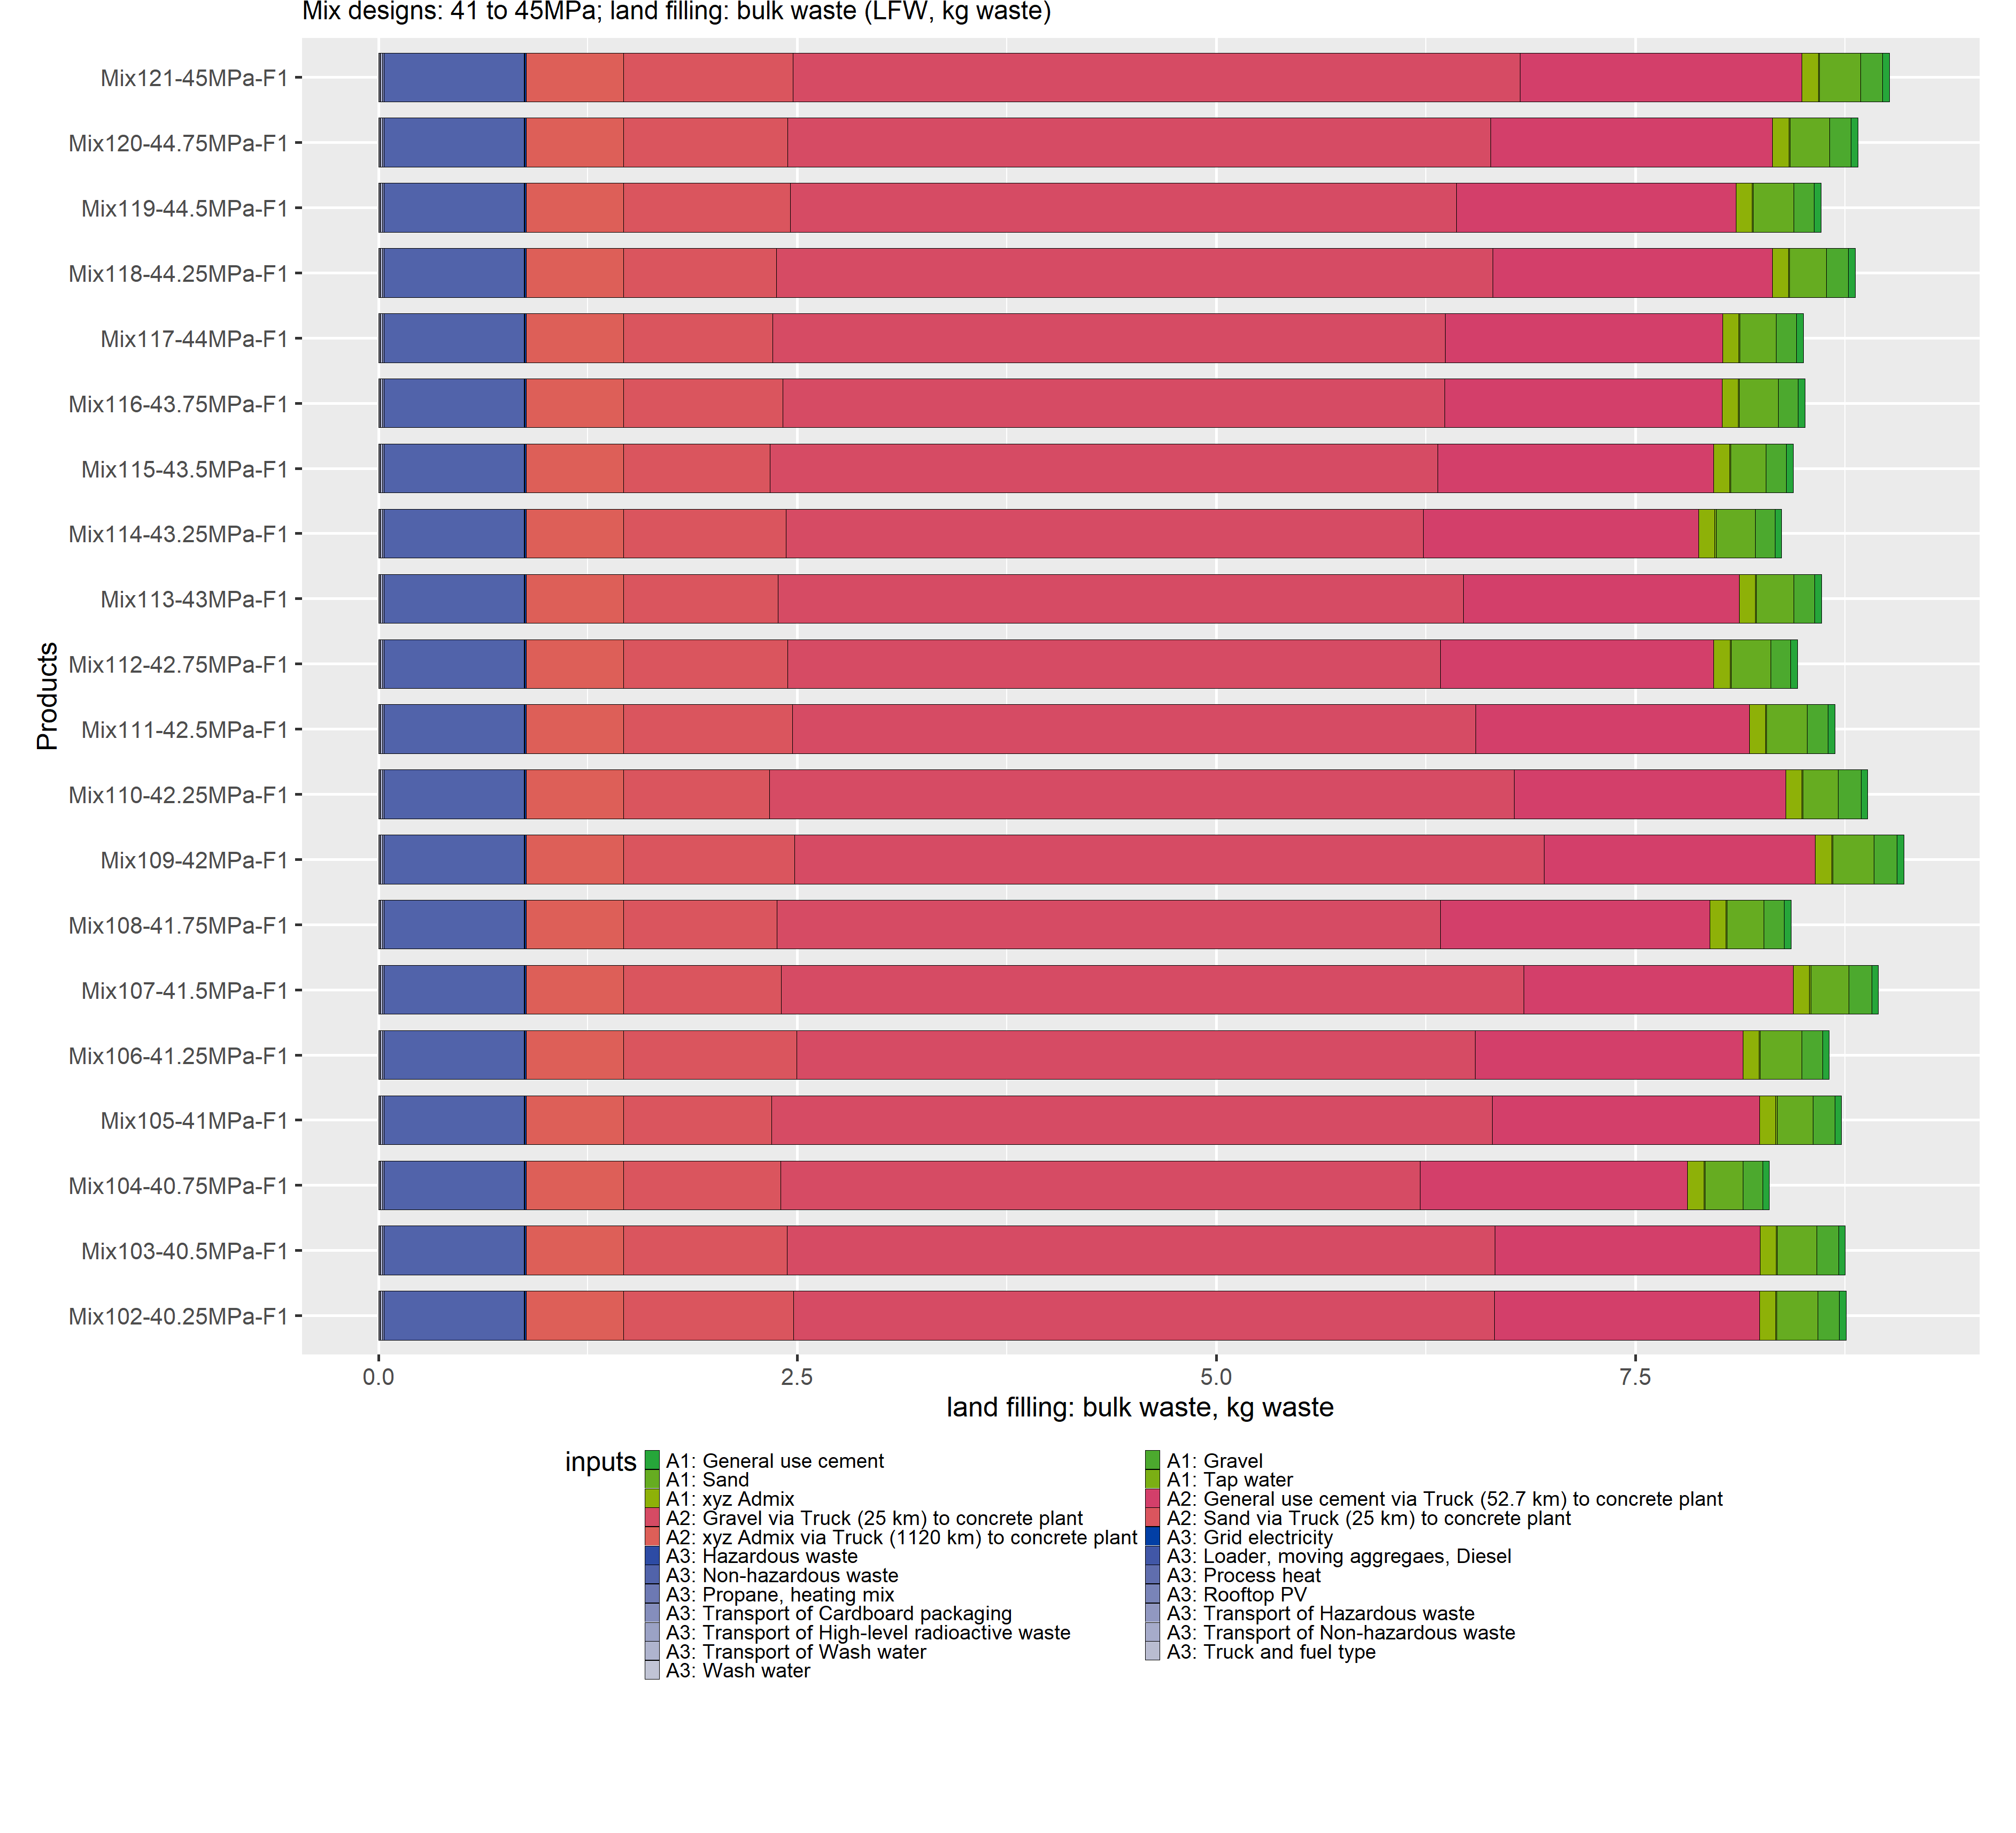 Mix designs: 41 to 45MPa; land filling: bulk waste (LFW, kg waste)
Products
Mix121-45MPa-F1
Mix120-44.75MPa-F1
Mix119-44.5MPa-F1
Mix118-44.25MPa-F1
Mix117-44MPa-F1
Mix116-43.75MPa-F1
Mix115-43.5MPa-F1
Mix114-43.25MPa-F1
Mix113-43MPa-F1
Mix112-42.75MPa-F1
Mix111-42.5MPa-F1
Mix110-42.25MPa-F1
Mix109-42MPa-F1
Mix108-41.75MPa-F1
Mix107-41.5MPa-F1
Mix106-41.25MPa-F1
Mix105-41MPa-F1
Mix104-40.75MPa-F1
Mix103-40.5MPa-F1
Mix102-40.25MPa-F1
0.0 2.5 5.0 7.5
land filling: bulk waste, kg waste
inputs
A1: General use cement
A1: Sand
A1: xyz Admix
A2: Gravel via Truck (25 km) to concrete plant
A2: xyz Admix via Truck (1120 km) to concrete plant
A3: Hazardous waste
A3: Non-hazardous waste
A3: Propane, heating mix
A3: Transport of Cardboard packaging
A3: Transport of High-level radioactive waste
A3: Transport of Wash water
A3: Wash water
A1: Gravel
A1: Tap water
A2: General use cement via Truck (52.7 km) to concrete plant
A2: Sand via Truck (25 km) to concrete plant
A3: Grid electricity
A3: Loader, moving aggregaes, Diesel
A3: Process heat
A3: Rooftop PV
A3: Transport of Hazardous waste
A3: Transport of Non-hazardous waste
A3: Truck and fuel type